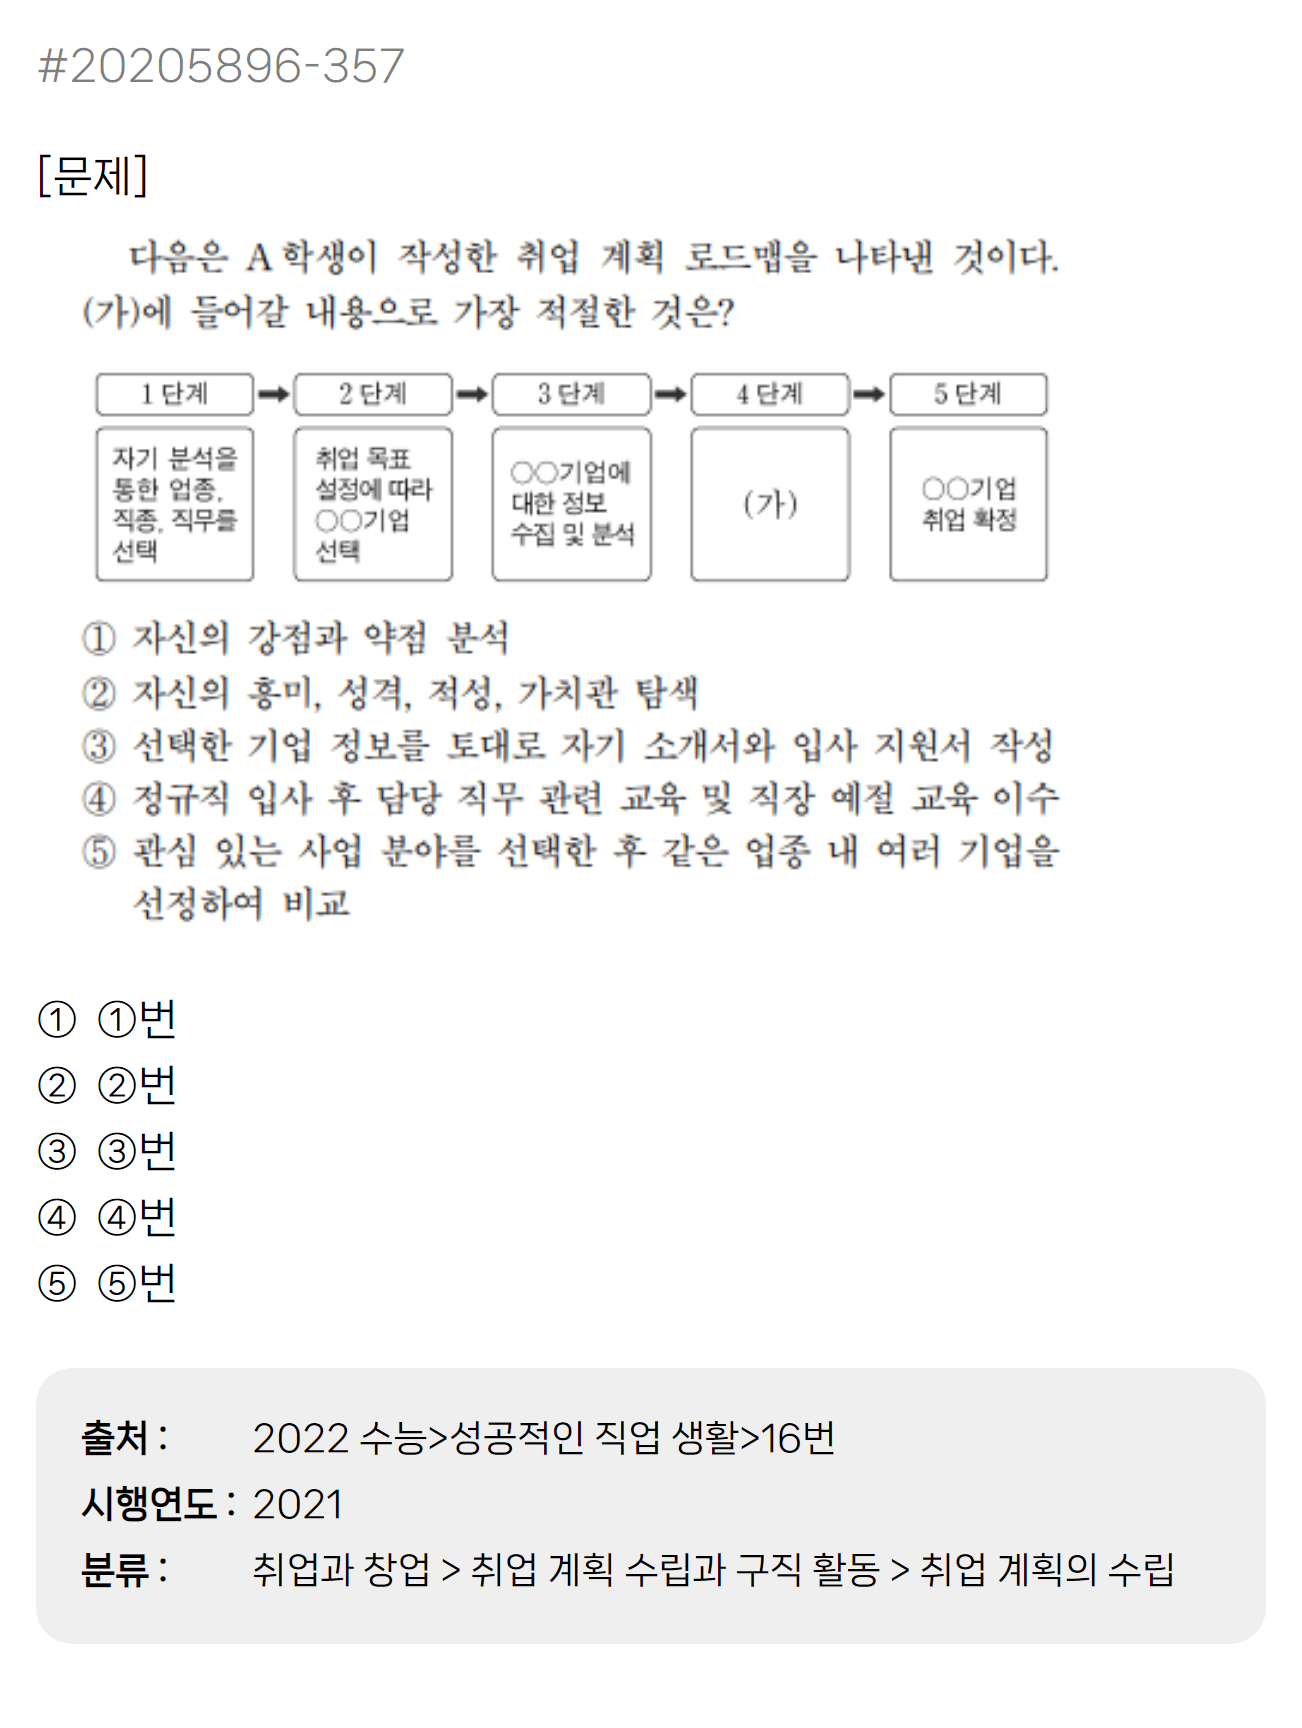 #20205896-357
[문제]
다음은 A 학생이 작성한 취업 계획 로드맵을 나타낸 것이다.
(가)에 들어갈 내용으로 가장 적절한 것은?
1 단계 ➡ 2 단계 ➡ 3 단계 ➡ 4 단계 ➡ 5 단계
자기 분석을
통한 업종,
직종, 직무를
선택
취업 목표
설정에 따라
○○기업
선택
○○기업에
대한 정보
수집 및 분석
(가)
○○기업
취업 확정
① 자신의 강점과 약점 분석
② 자신의 흥미, 성격, 적성, 가치관 탐색
③ 선택한 기업 정보를 토대로 자기 소개서와 입사 지원서 작성
④ 정규직 입사 후 담당 직무 관련 교육 및 직장 예절 교육 이수
⑤ 관심 있는 사업 분야를 선택한 후 같은 업종 내 여러 기업을
선정하여 비교
① ①번
② ②번
③ ③번
④ ④번
⑤ ⑤번
출처 : 2022 수능>성공적인 직업 생활>16번
시행연도 : 2021
분류 : 취업과 창업 > 취업 계획 수립과 구직 활동 > 취업 계획의 수립